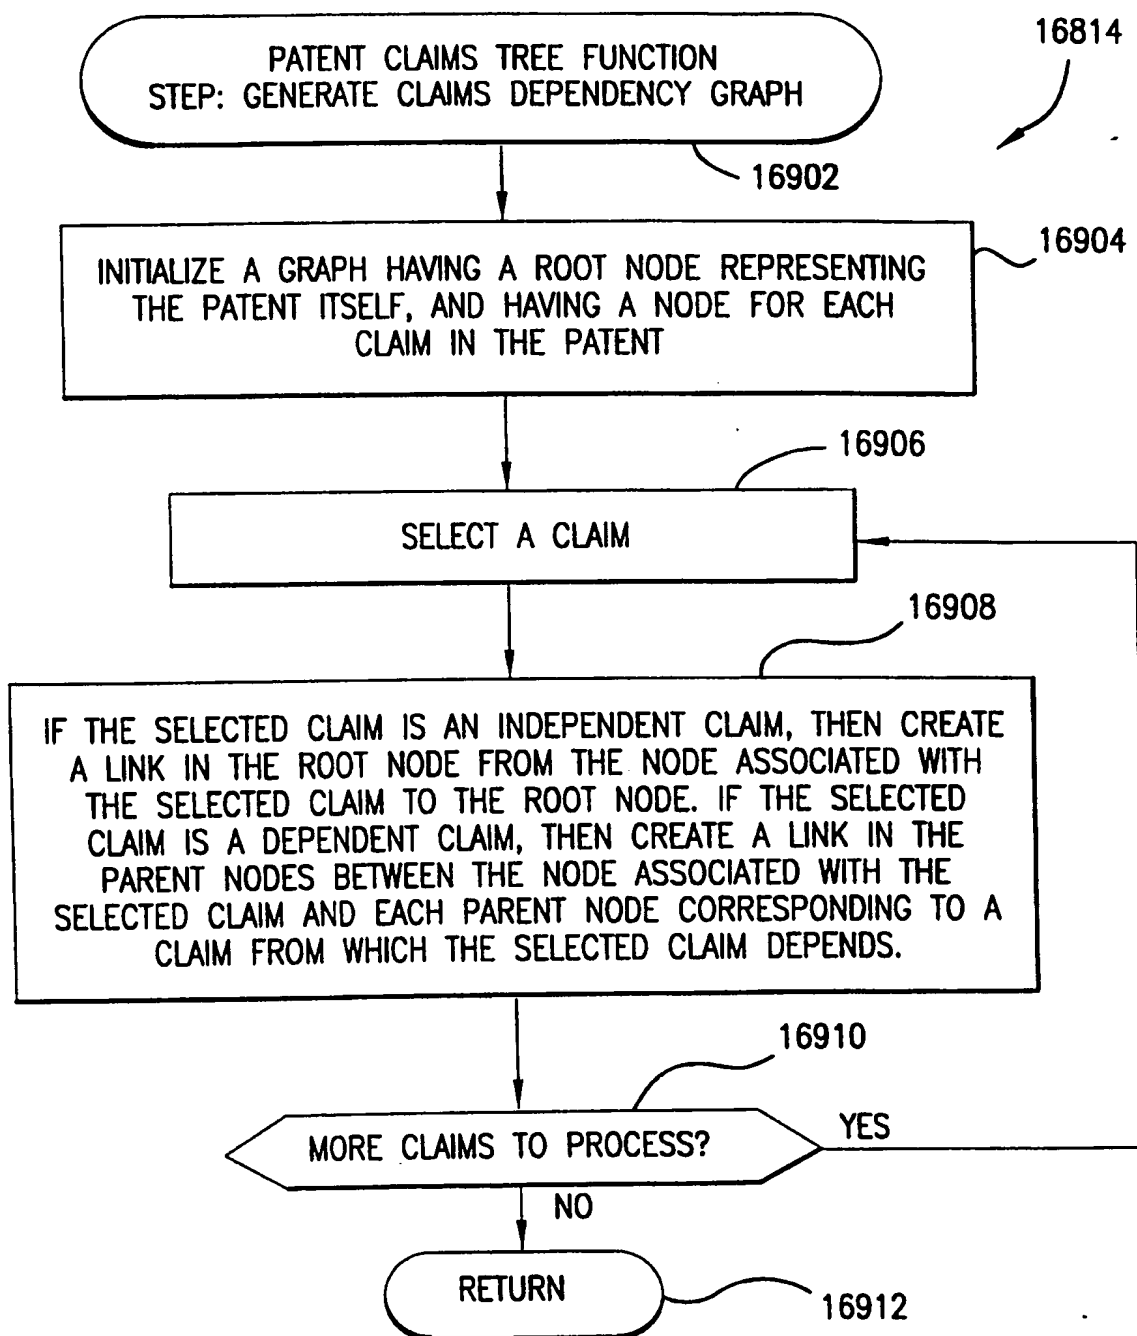 16814
PATENT CLAIMS TREE FUNCTION
STEP: GENERATE CLAIMS DEPENDENCY GRAPH
16902
16904
INITIALIZE A GRAPH HAVING A ROOT NODE REPRESENTING
THE PATENT ITSELF, AND HAVING A NODE FOR EACH
CLAIM IN THE PATENT
16906
SELECT A CLAIM
16908
IF THE SELECTED CLAIM IS AN INDEPENDENT CLAIM, THEN CREATE
A LINK IN THE ROOT NODE FROM THE NODE ASSOCIATED WITH
THE SELECTED CLAIM TO THE ROOT NODE. IF THE SELECTED
CLAIM IS A DEPENDENT CLAIM, THEN CREATE A LINK IN THE
PARENT NODES BETWEEN THE NODE ASSOCIATED WITH THE
SELECTED CLAIM AND EACH PARENT NODE CORRESPONDING TO A
CLAIM FROM WHICH THE SELECTED CLAIM DEPENDS.
16910
MORE CLAIMS TO PROCESS?
YES
NO
RETURN
16912